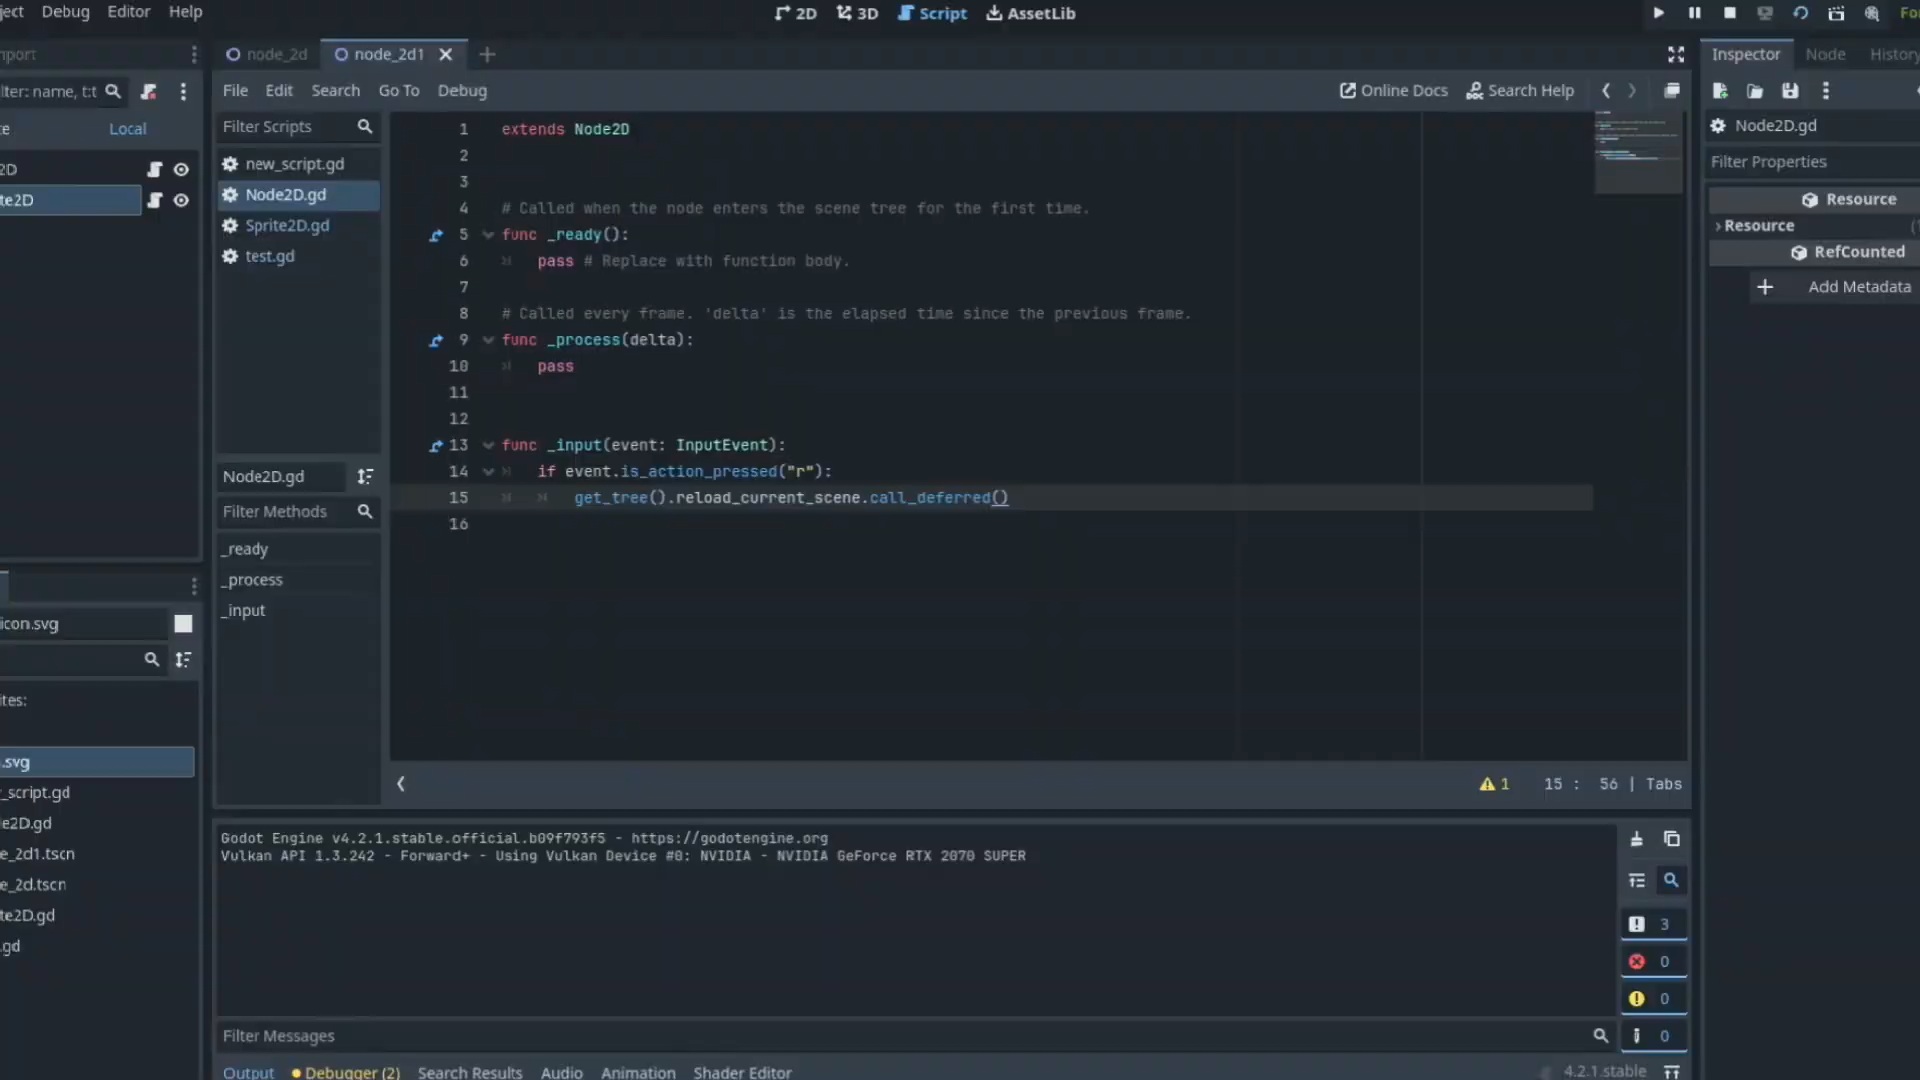 ject Debug Editor Help
2D 3D Script AssetLib
Fo
mport
lter: name, t:t
te Local
2D
te2D
icon.svg
ites:
.svg
_script.gd
e2D.gd
e_2d1.tscn
e_2d.tscn
te2D.gd
.gd
node_2d node_2d1
File Edit Search Go To Debug
Online Docs Search Help
Filter Scripts
new_script.gd
Node2D.gd
Sprite2D.gd
test.gd
Node2D.gd
Filter Methods
_ready
_process
_input
1 extends Node2D
2
3
4 # Called when the node enters the scene tree for the first time.
5 func _ready():
6 pass # Replace with function body.
7
8 # Called every frame. 'delta' is the elapsed time since the previous frame.
9 func _process(delta):
10 pass
11
12
13 func _input(event: InputEvent):
14 if event.is_action_pressed("r"):
15 get_tree().reload_current_scene.call_deferred()
16
1 15 : 56 | Tabs
Godot Engine v4.2.1.stable.official.b09f793f5 - https://godotengine.org
Vulkan API 1.3.242 - Forward+ - Using Vulkan Device #0: NVIDIA - NVIDIA GeForce RTX 2070 SUPER
3
0
0
0
Filter Messages
Output Debugger (2) Search Results Audio Animation Shader Editor
4.2.1.stable
Inspector Node History
Node2D.gd
Filter Properties
Resource
Resource
RefCounted
Add Metadata